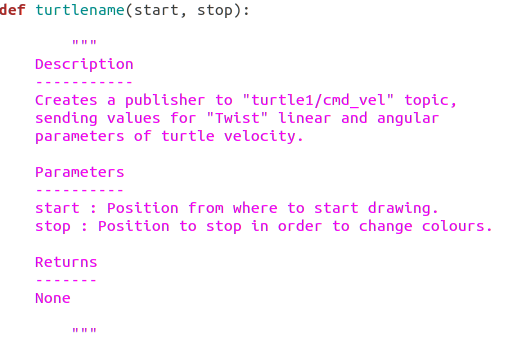 def turtlename(start, stop):
"""
Description
-----------
Creates a publisher to "turtle1/cmd_vel" topic,
sending values for "Twist" linear and angular
parameters of turtle velocity.
Parameters
----------
start : Position from where to start drawing.
stop : Position to stop in order to change colours.
Returns
-------
None
"""